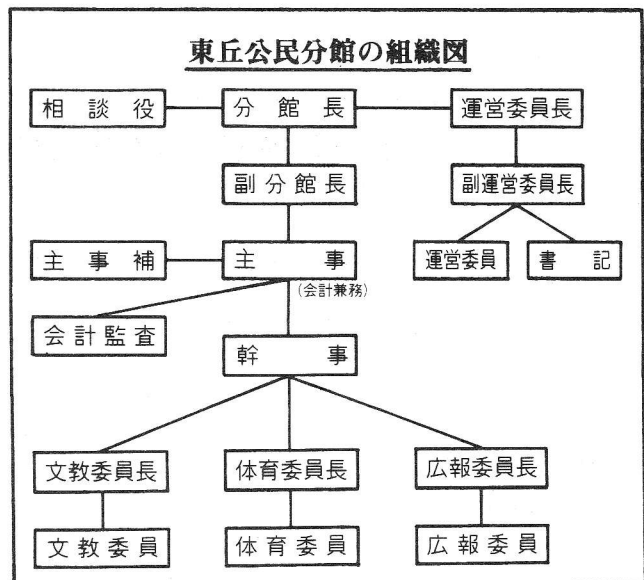 東丘公民分館の組織図
相談役
分館長
運営委員長
副分館長
副運営委員長
主事補
主事
(会計兼務)
運営委員
書記
会計監査
幹事
文教委員長
体育委員長
広報委員長
文教委員
体育委員
広報委員